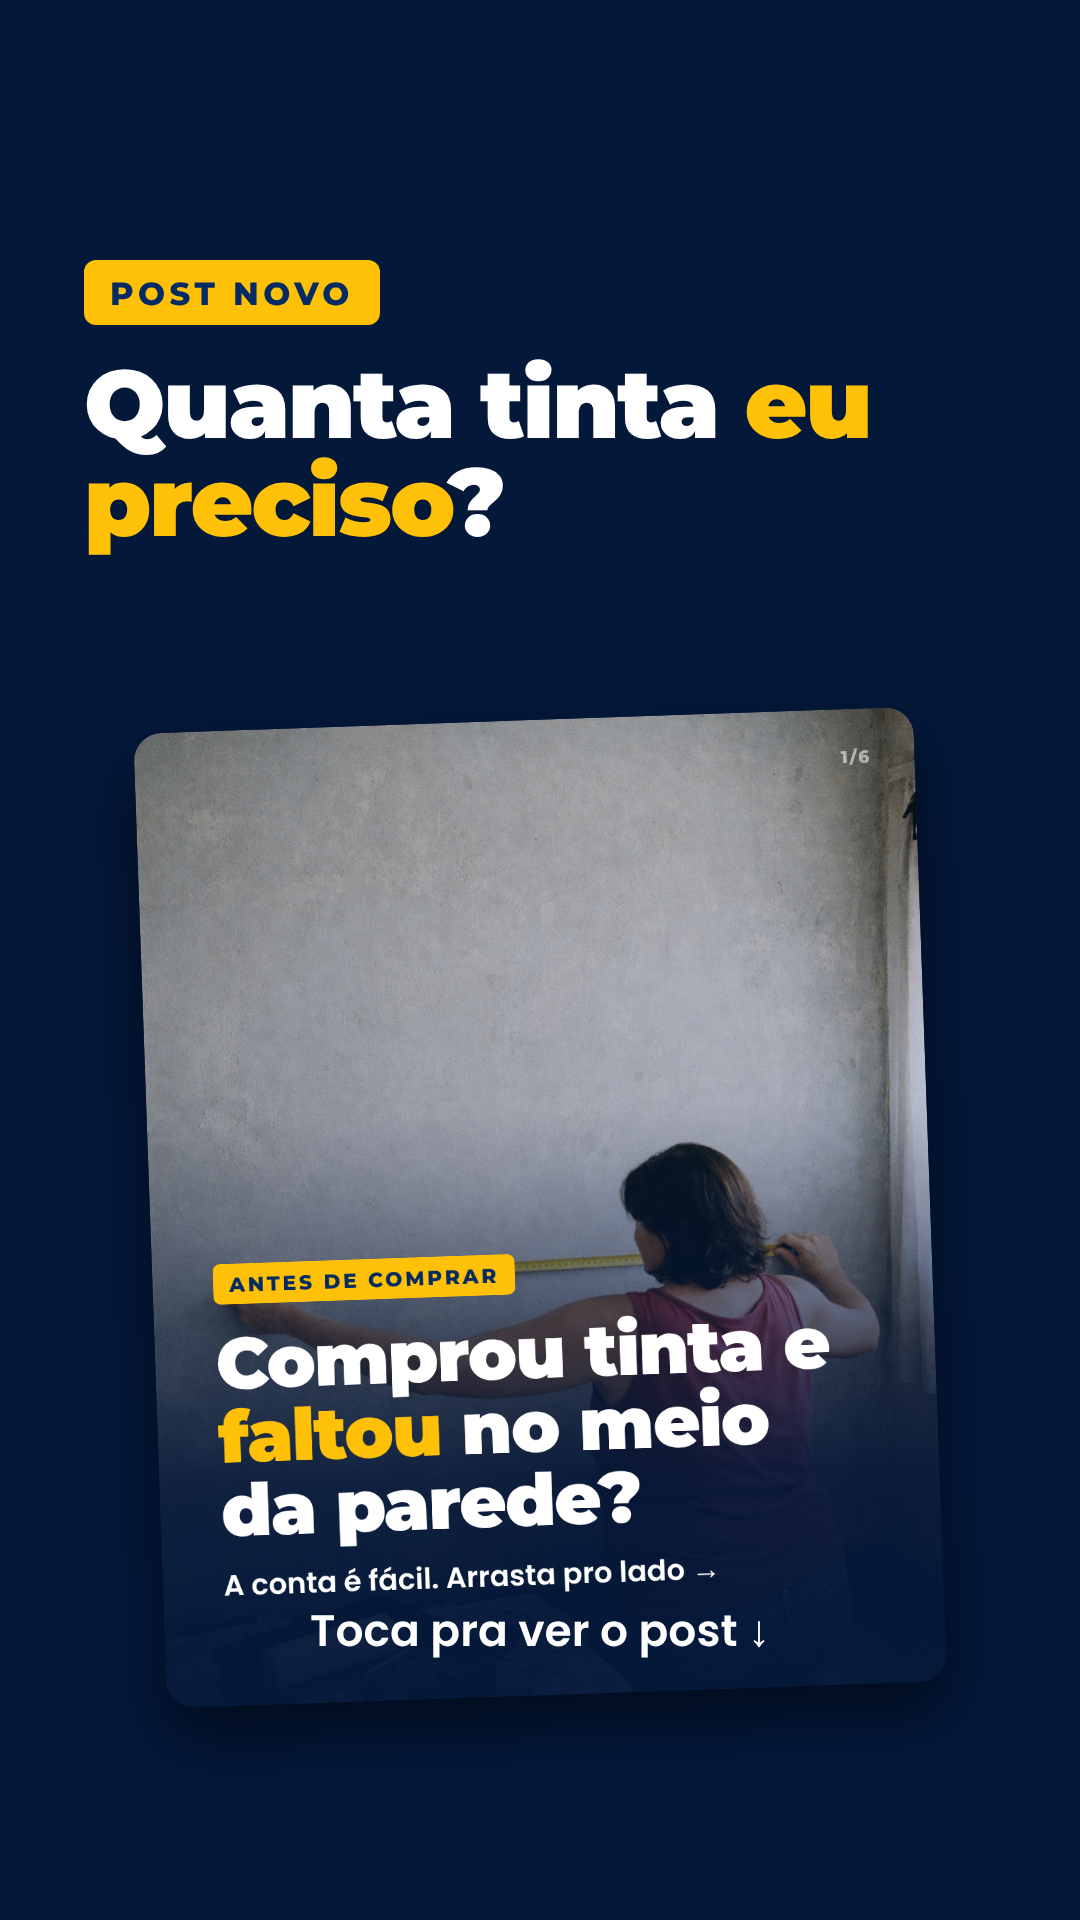 POST NOVO
Quanta tinta eu
preciso?
1/6
ANTES DE COMPRAR
Comprou tinta e
faltou no meio
da parede?
A conta é fácil. Arrasta pro lado →
Toca pra ver o post ↓